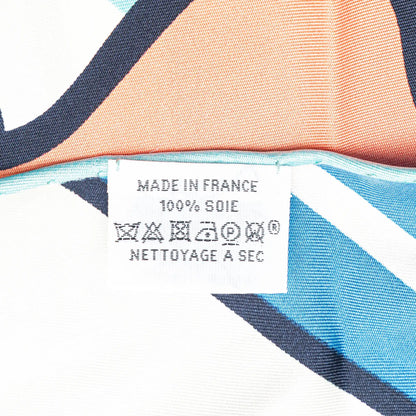 MADE IN FRANCE
100% SOIE
P W ®
NETTOYAGE A SEC